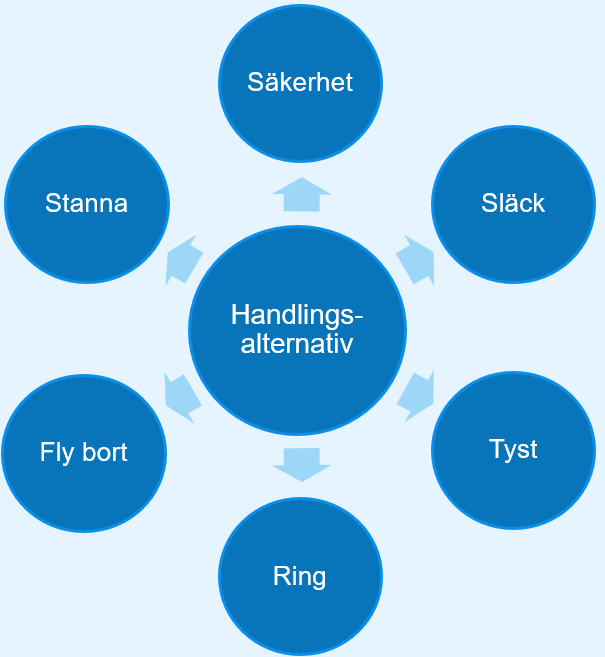 Säkerhet
Stanna
Släck
Handlings-
alternativ
Fly bort
Tyst
Ring